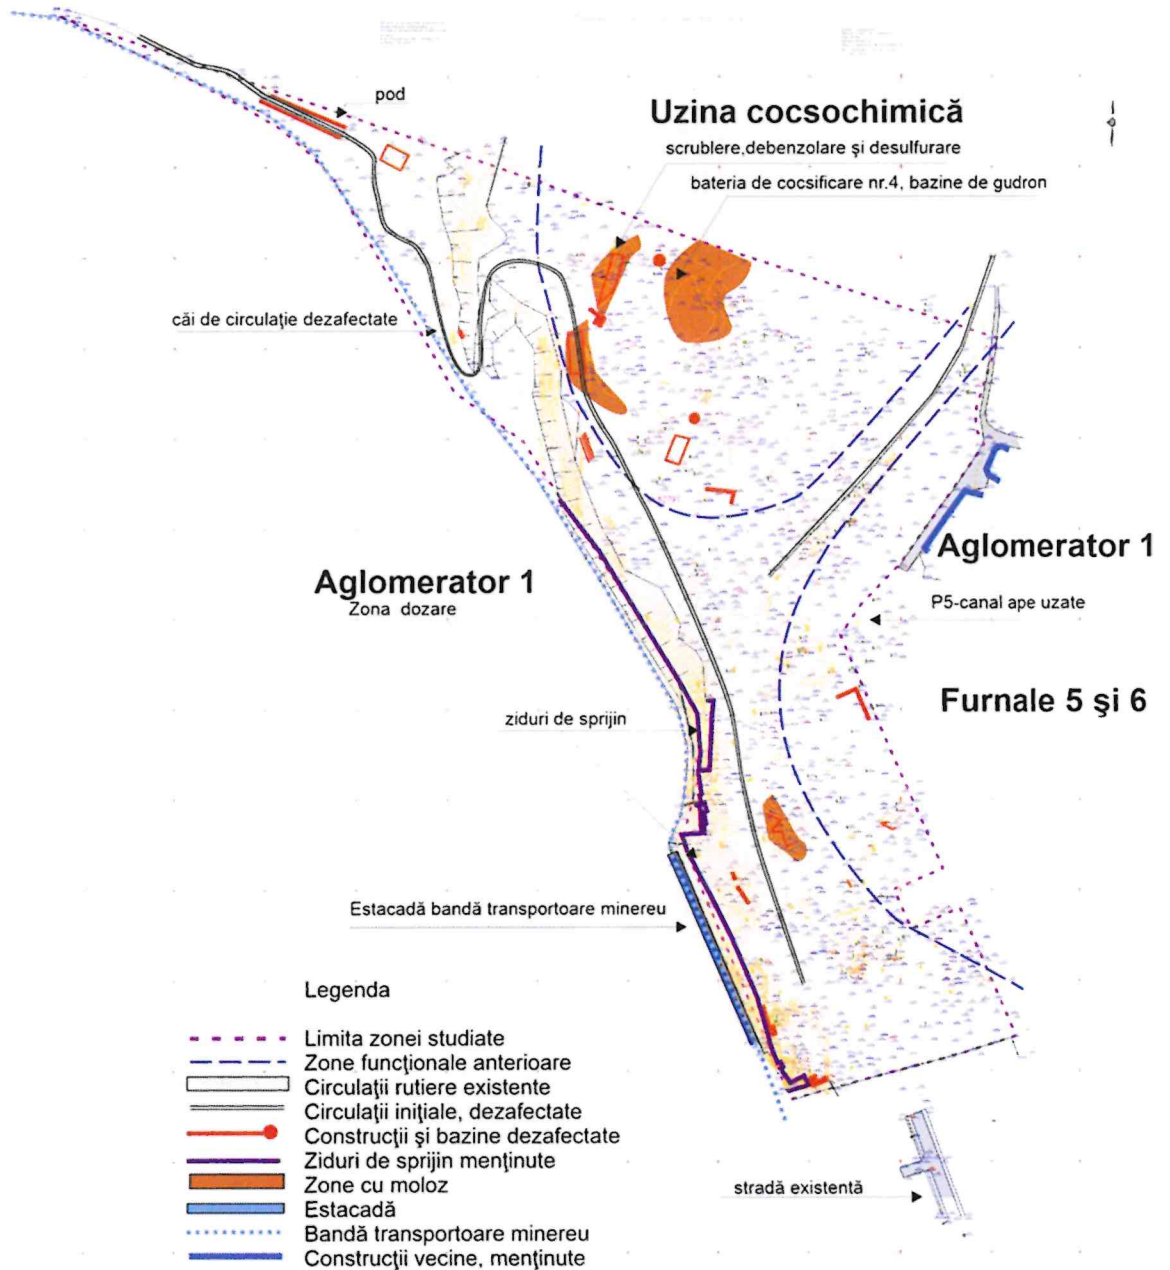 pod
Uzina cocsochimică
scrublere,debenzolare şi desulfurare
bateria de cocsificare nr.4, bazine de gudron
căi de circulaţie dezafectate
Aglomerator 1
Zona dozare
Aglomerator 1
P5-canal ape uzate
Furnale 5 şi 6
ziduri de sprijin
Estacadă bandă transportoare minereu
Legenda
Limita zonei studiate
Zone funcţionale anterioare
Circulaţii rutiere existente
Circulaţii iniţiale, dezafectate
Construcţii şi bazine dezafectate
Ziduri de sprijin menţinute
Zone cu moloz
Estacadă
Bandă transportoare minereu
Construcţii vecine, menţinute
stradă existentă